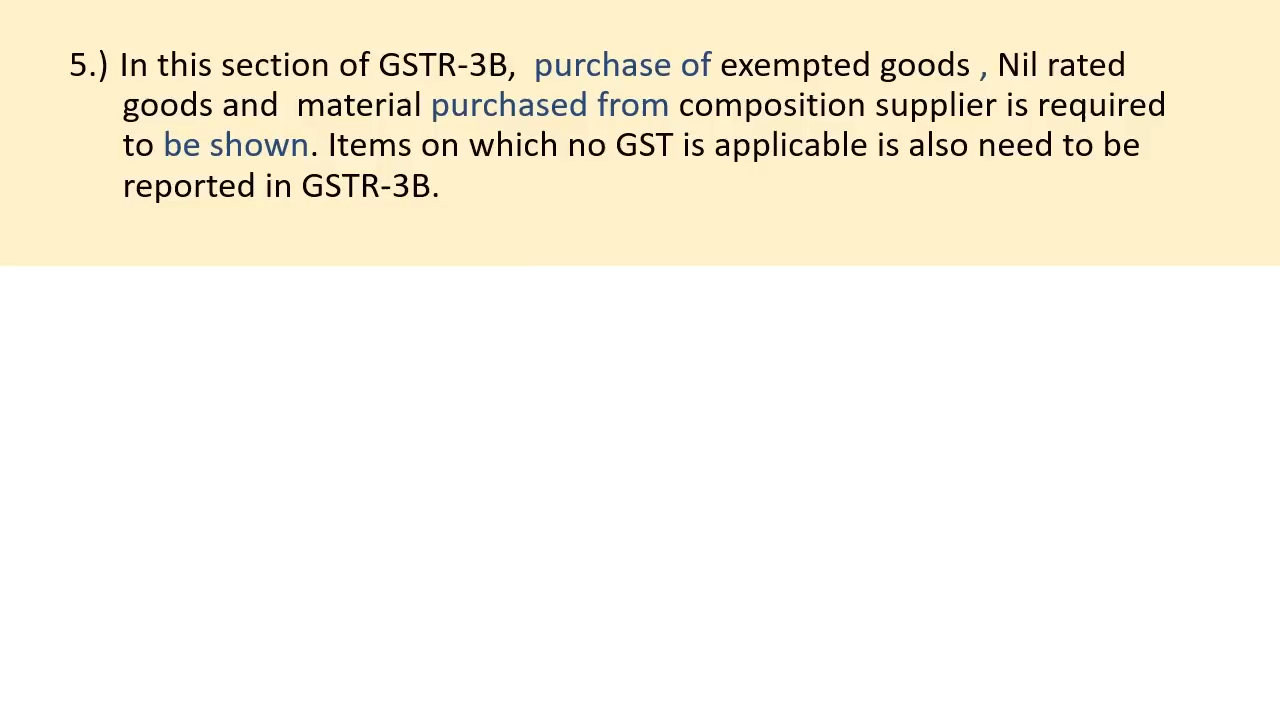 5.) In this section of GSTR-3B,  purchase of exempted goods , Nil rated
goods and  material purchased from composition supplier is required
to be shown. Items on which no GST is applicable is also need to be
reported in GSTR-3B.